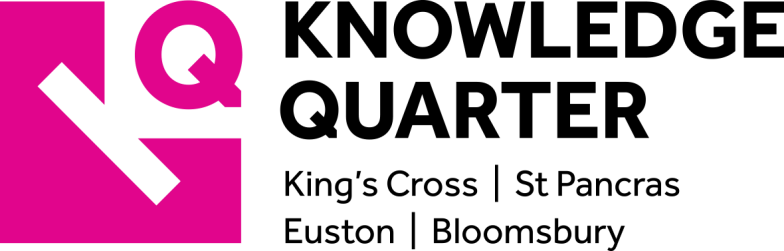 Q
KNOWLEDGE
QUARTER
King's Cross | St Pancras
Euston | Bloomsbury